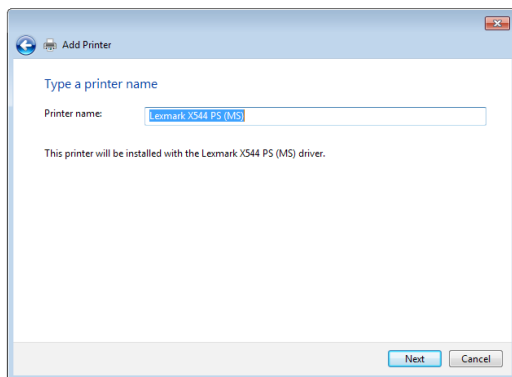 Add Printer
Type a printer name
Printer name: Lexmark X544 PS (MS)
This printer will be installed with the Lexmark X544 PS (MS) driver.
Next Cancel